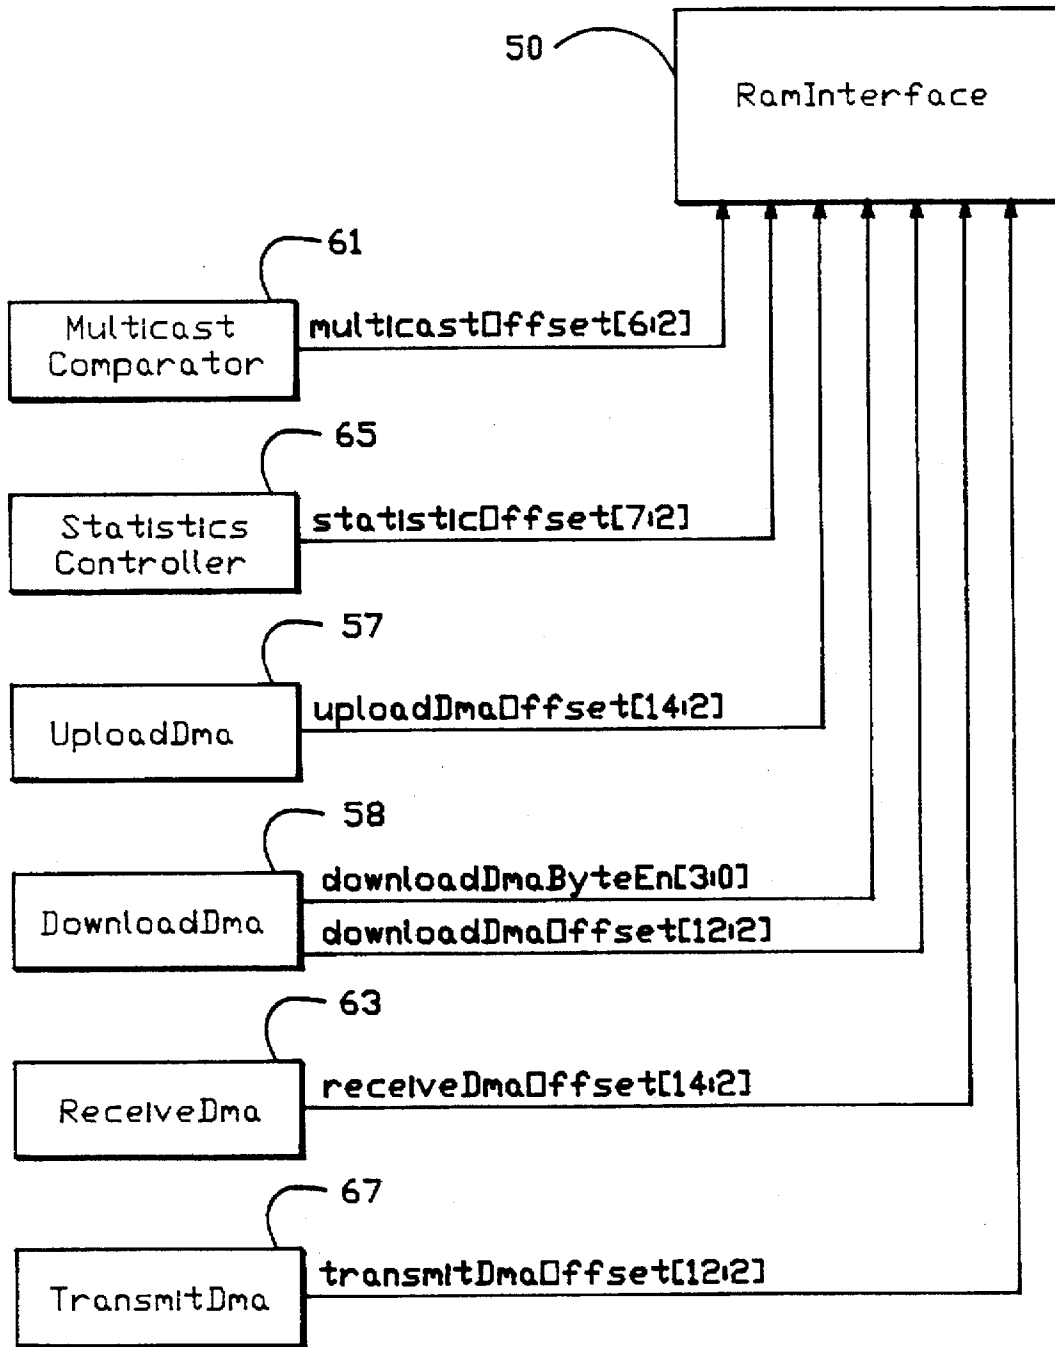 50
RamInterface
61
Multicast
Comparator
multicastOffset[6:2]
65
Statistics
Controller
statisticOffset[7:2]
57
UploadDma
uploadDmaOffset[14:2]
58
DownloadDma
downloadDmaByteEn[3:0]
downloadDmaOffset[12:2]
63
ReceiveDma
receiveDmaOffset[14:2]
67
TransmitDma
transmitDmaOffset[12:2]